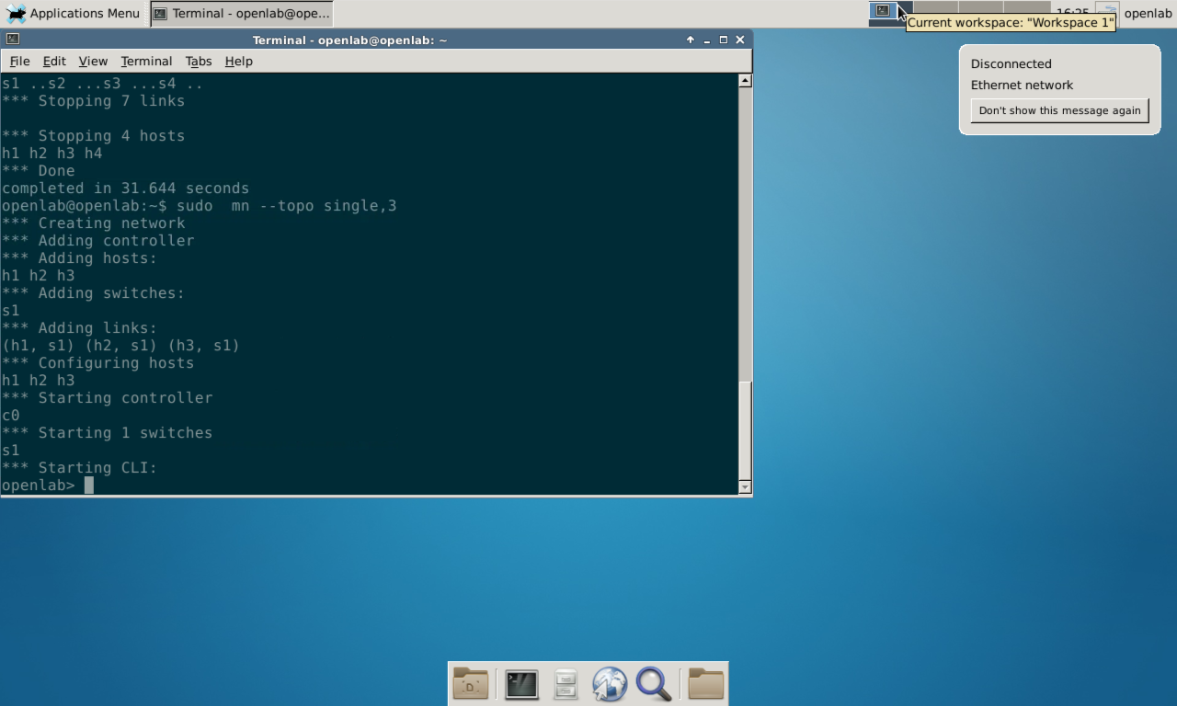 Applications Menu
Terminal - openlab@ope...
openlab
Current workspace: "Workspace 1"
Terminal - openlab@openlab: ~
File Edit View Terminal Tabs Help
Disconnected
Ethernet network
Don't show this message again
s1 ..s2 ...s3 ...s4 ..
*** Stopping 7 links
*** Stopping 4 hosts
h1 h2 h3 h4
*** Done
completed in 31.644 seconds
openlab@openlab:~$ sudo  mn --topo single,3
*** Creating network
*** Adding controller
*** Adding hosts:
h1 h2 h3
*** Adding switches:
s1
*** Adding links:
(h1, s1) (h2, s1) (h3, s1)
*** Configuring hosts
h1 h2 h3
*** Starting controller
c0
*** Starting 1 switches
s1
*** Starting CLI:
openlab>